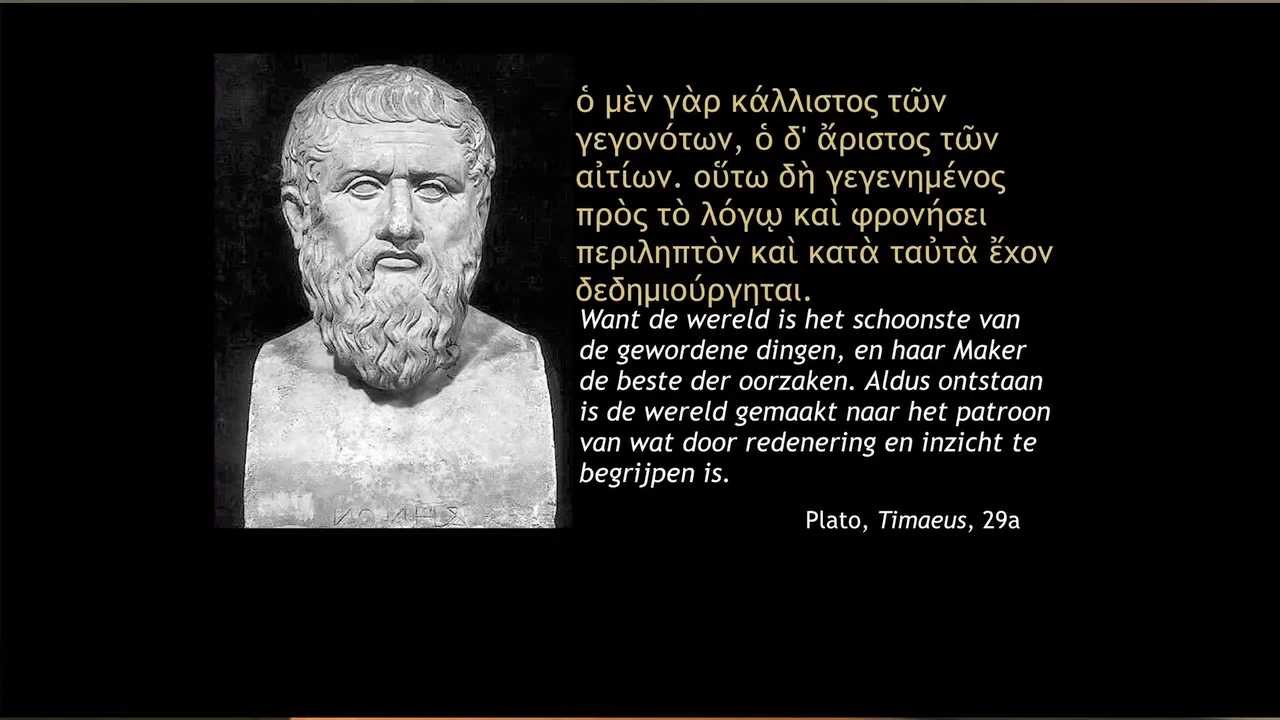 ὁ μὲν γὰρ κάλλιστος τῶν
γεγονότων, ὁ δ' ἄριστος τῶν
αἰτίων. οὕτω δὴ γεγενημένος
πρὸς τὸ λόγῳ καὶ φρονήσει
περιληπτὸν καὶ κατὰ ταὐτὰ ἔχον
δεδημιούργηται.
Want de wereld is het schoonste van
de gewordene dingen, en haar Maker
de beste der oorzaken. Aldus ontstaan
is de wereld gemaakt naar het patroon
van wat door redenering en inzicht te
begrijpen is.
Plato, Timaeus, 29a